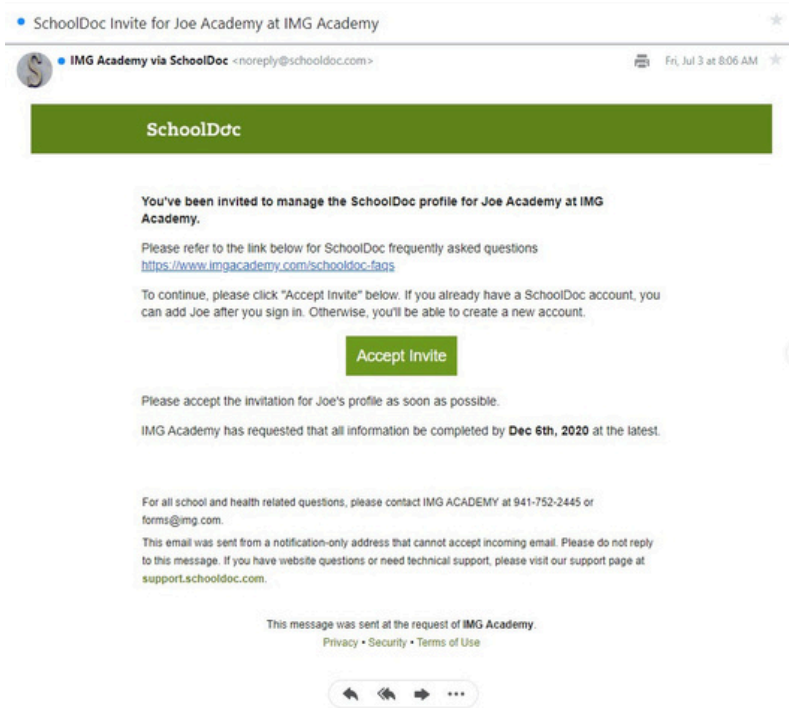 SchoolDoc Invite for Joe Academy at IMG Academy
IMG Academy via SchoolDoc <noreply@schooldoc.com>
Fri, Jul 3 at 8:06 AM
SchoolDoc
You've been invited to manage the SchoolDoc profile for Joe Academy at IMG
Academy.
Please refer to the link below for SchoolDoc frequently asked questions
https://www.imgacademy.com/schooldoc-faqs
To continue, please click "Accept Invite" below. If you already have a SchoolDoc account, you
can add Joe after you sign in. Otherwise, you'll be able to create a new account.
Accept Invite
Please accept the invitation for Joe's profile as soon as possible.
IMG Academy has requested that all information be completed by Dec 6th, 2020 at the latest.
For all school and health related questions, please contact IMG ACADEMY at 941-752-2445 or
forms@img.com.
This email was sent from a notification-only address that cannot accept incoming email. Please do not reply
to this message. If you have website questions or need technical support, please visit our support page at
support.schooldoc.com.
This message was sent at the request of IMG Academy.
Privacy • Security • Terms of Use